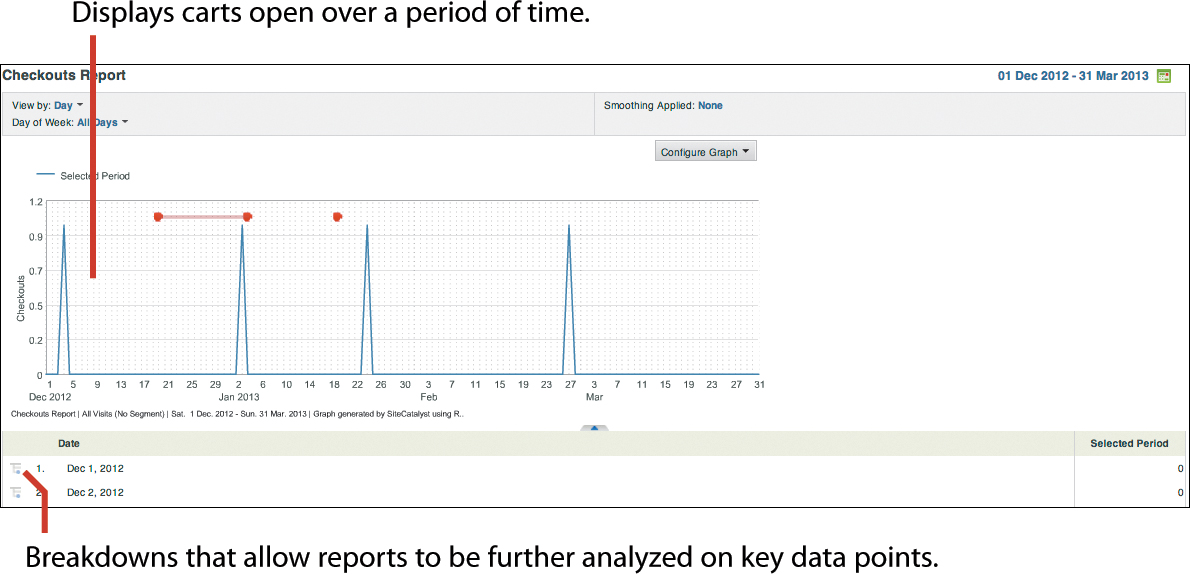 Displays carts open over a period of time.
Checkouts Report
01 Dec 2012 - 31 Mar 2013
View by: Day
Smoothing Applied: None
Day of Week: All Days
Configure Graph
Selected Period
1.2
0.9
0.7
0.5
0.2
0
Checkouts
1 5 9 13 17 21 25 29 2 6 10 14 18 22 26 30 3 7 11 15 19 23 27 3 7 11 15 19 23 27 31
Dec 2012 Jan 2013 Feb Mar
Checkouts Report | All Visits (No Segment) | Sat. 1 Dec. 2012 - Sun. 31 Mar. 2013 | Graph generated by SiteCatalyst using R..
Date Selected Period
1. Dec 1, 2012 0
2. Dec 2, 2012 0
Breakdowns that allow reports to be further analyzed on key data points.